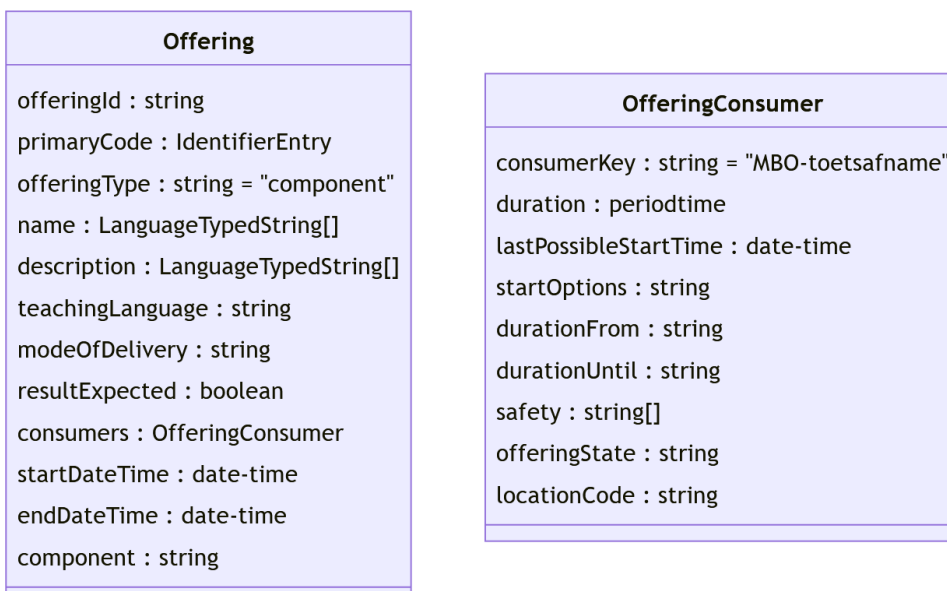 Offering
offeringId : string
primaryCode : IdentifierEntry
offeringType : string = "component"
name : LanguageTypedString[]
description : LanguageTypedString[]
teachingLanguage : string
modeOfDelivery : string
resultExpected : boolean
consumers : OfferingConsumer
startDateTime : date-time
endDateTime : date-time
component : string
OfferingConsumer
consumerKey : string = "MBO-toetsafname"
duration : periodtime
lastPossibleStartTime : date-time
startOptions : string
durationFrom : string
durationUntil : string
safety : string[]
offeringState : string
locationCode : string